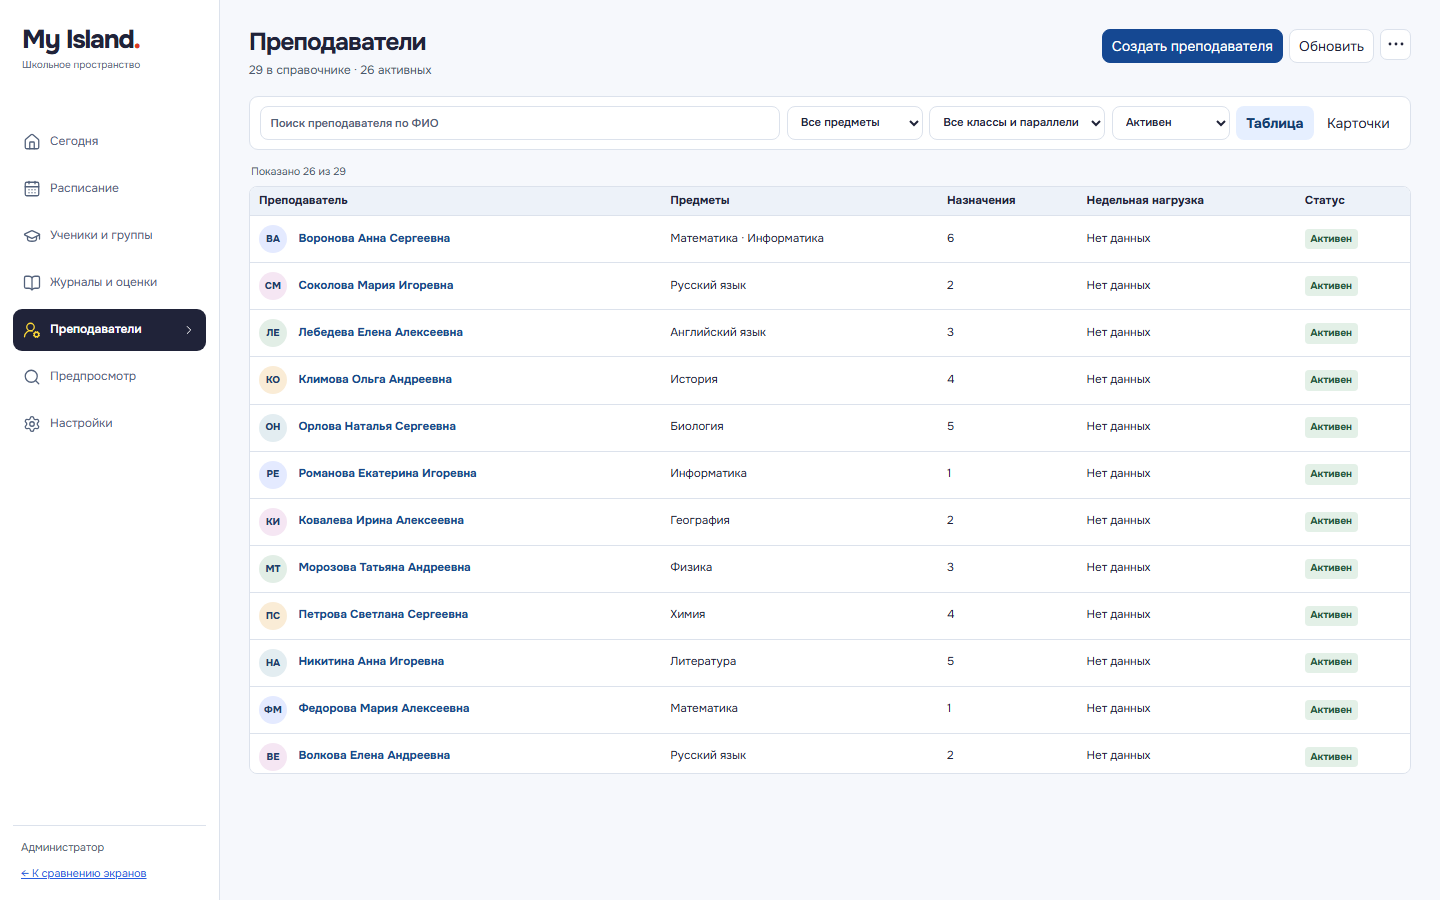 My Island.
Школьное пространство
Сегодня
Расписание
Ученики и группы
Журналы и оценки
Преподаватели
Предпросмотр
Настройки
Администратор
← К сравнению экранов
Преподаватели
29 в справочнике · 26 активных
Создать преподавателя Обновить ···
Поиск преподавателя по ФИО Все предметы Все классы и параллели Активен Таблица Карточки
Показано 26 из 29
Преподаватель Предметы Назначения Недельная нагрузка Статус
ВА Воронова Анна Сергеевна Математика · Информатика 6 Нет данных Активен
СМ Соколова Мария Игоревна Русский язык 2 Нет данных Активен
ЛЕ Лебедева Елена Алексеевна Английский язык 3 Нет данных Активен
КО Климова Ольга Андреевна История 4 Нет данных Активен
ОН Орлова Наталья Сергеевна Биология 5 Нет данных Активен
РЕ Романова Екатерина Игоревна Информатика 1 Нет данных Активен
КИ Ковалева Ирина Алексеевна География 2 Нет данных Активен
МТ Морозова Татьяна Андреевна Физика 3 Нет данных Активен
ПС Петрова Светлана Сергеевна Химия 4 Нет данных Активен
НА Никитина Анна Игоревна Литература 5 Нет данных Активен
ФМ Федорова Мария Алексеевна Математика 1 Нет данных Активен
ВЕ Волкова Елена Андреевна Русский язык 2 Нет данных Активен